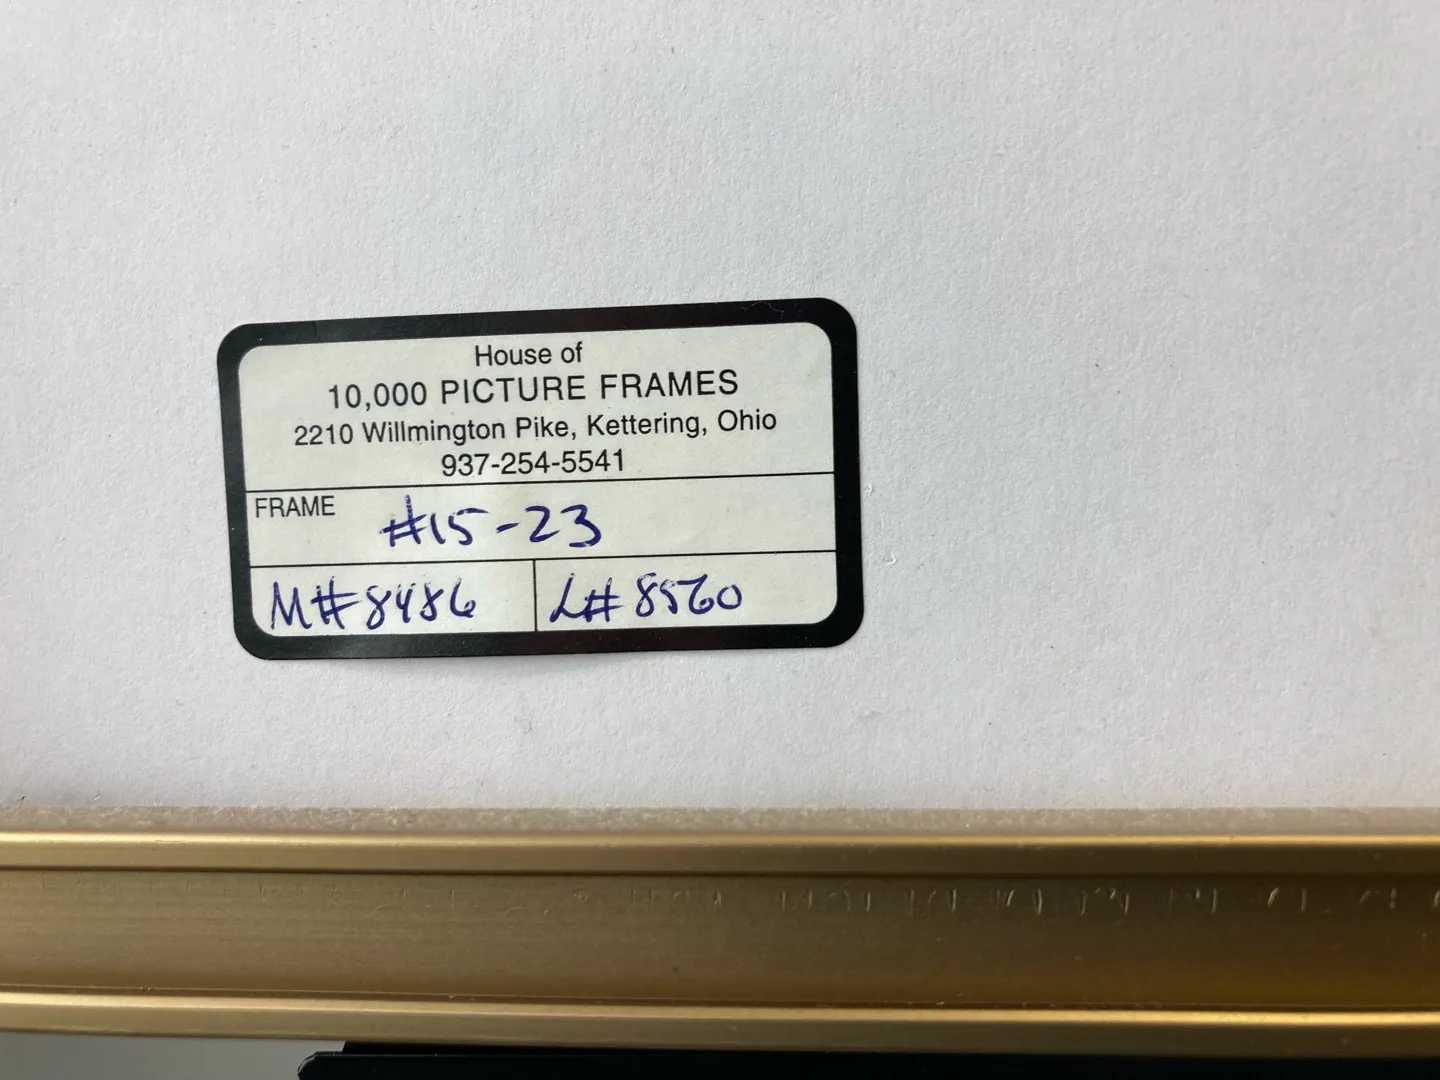 House of
10,000 PICTURE FRAMES
2210 Willmington Pike, Kettering, Ohio
937-254-5541
FRAME #15-23
M#8486 L#8560